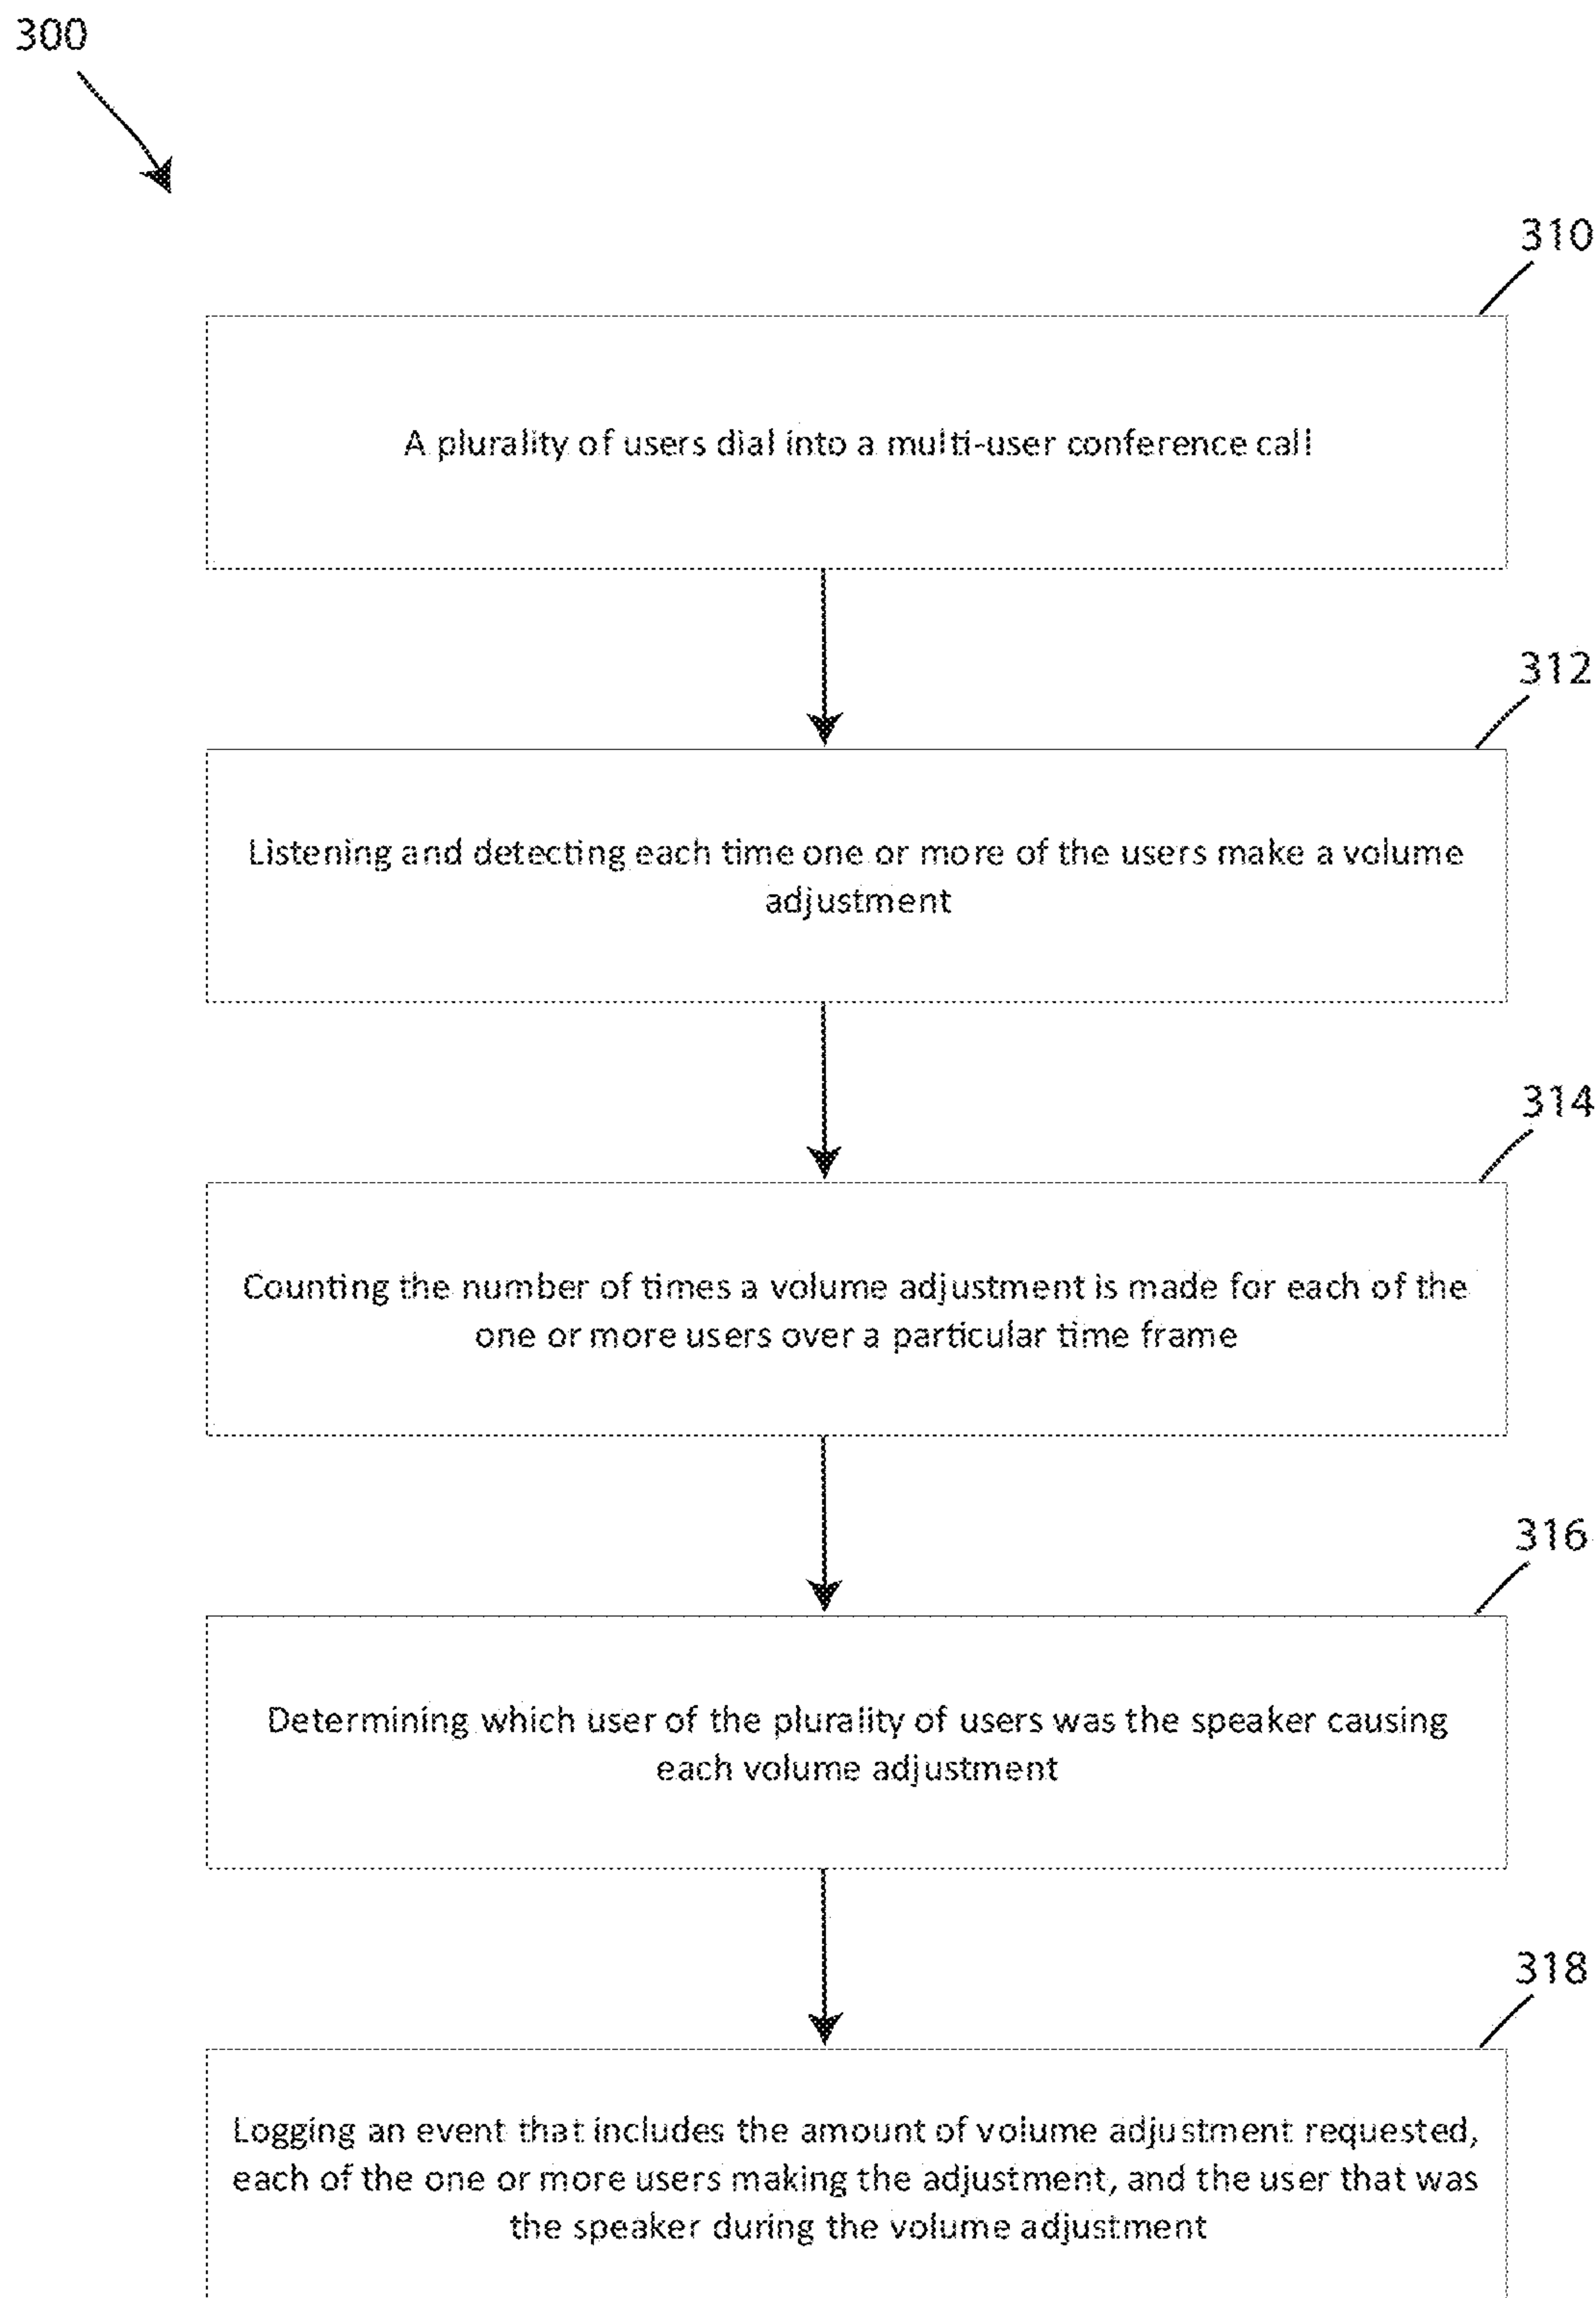 300
310
A plurality of users dial into a multi-user conference call
312
Listening and detecting each time one or more of the users make a volume
adjustment
314
Counting the number of times a volume adjustment is made for each of the
one or more users over a particular time frame
316
Determining which user of the plurality of users was the speaker causing
each volume adjustment
318
Logging an event that includes the amount of volume adjustment requested,
each of the one or more users making the adjustment, and the user that was
the speaker during the volume adjustment